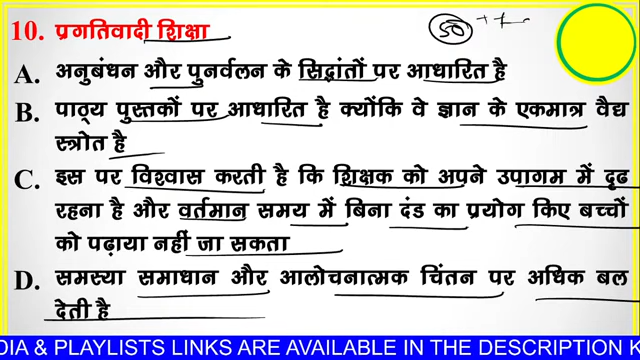 10. प्रगतिवादी शिक्षा
50
A. अनुबंधन और पुनर्वलन के सिद्वांतों पर आधारित है
B. पाठ्य पुस्तकों पर आधारित है क्योंकि वे ज्ञान के एकमात्र वैद्य
स्त्रोत है
C. इस पर विश्वास करती है कि शिक्षक को अपने उपागम में दृढ
रहना है और वर्तमान समय में बिना दंड का प्रयोग किए बच्चों
को पढ़ाया नहीं जा सकता
D. समस्या समाधान और आलोचनात्मक चिंतन पर अधिक बल
देती है
DIA & PLAYLISTS LINKS ARE AVAILABLE IN THE DESCRIPTION K